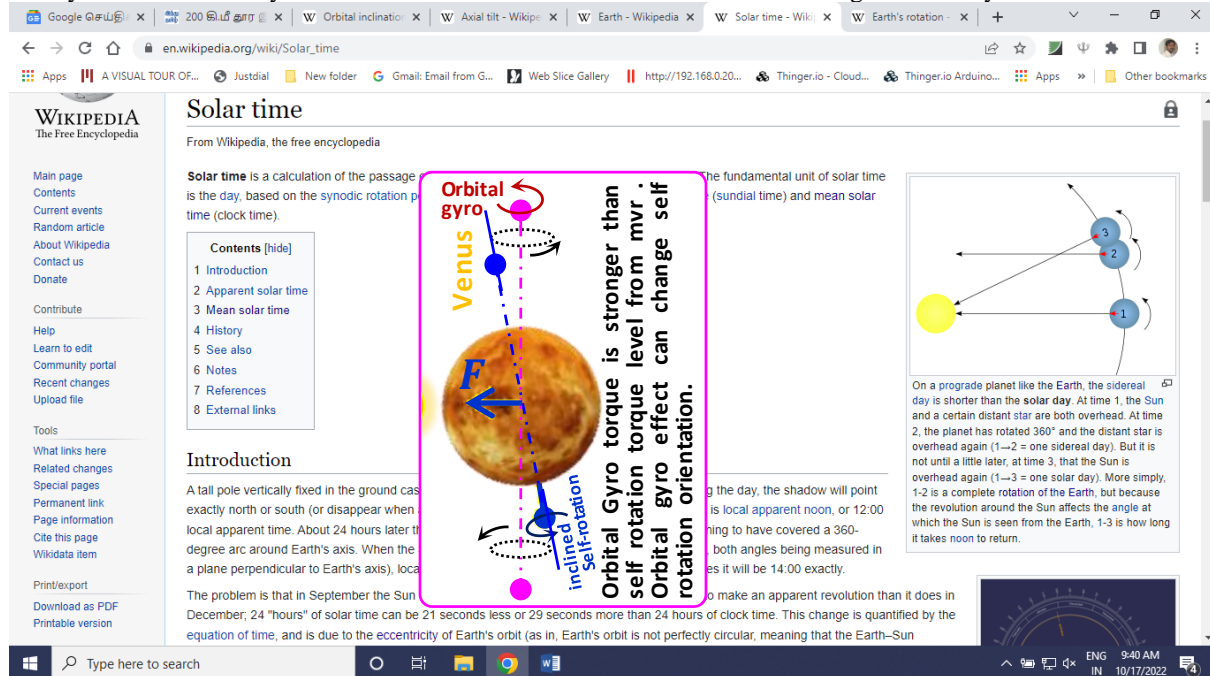 Google செய்தி
200 இ.மீ தூர இ
Orbital inclination
Axial tilt - Wikipe
Earth - Wikipedia
Solar time - Wiki
Earth's rotation -
en.wikipedia.org/wiki/Solar_time
Apps
A VISUAL TOUR OF...
Justdial
New folder
Gmail: Email from G...
Web Slice Gallery
http://192.168.0.20...
Thinger.io - Cloud...
Thinger.io Arduino...
Apps
»
Other bookmarks
WIKIPEDIA
The Free Encyclopedia
Main page
Contents
Current events
Random article
About Wikipedia
Contact us
Donate
Contribute
Help
Learn to edit
Community portal
Recent changes
Upload file
Tools
What links here
Related changes
Special pages
Permanent link
Page information
Cite this page
Wikidata item
Print/export
Download as PDF
Printable version
Solar time
From Wikipedia, the free encyclopedia
Solar time is a calculation of the passage The fundamental unit of solar time
is the day, based on the synodic rotation (sundial time) and mean solar
time (clock time).
Contents [hide]
1 Introduction
2 Apparent solar time
3 Mean solar time
4 History
5 See also
6 Notes
7 References
8 External links
Introduction
A tall pole vertically fixed in the ground the day, the shadow will point
exactly north or south (or disappear when is local apparent noon, or 12:00
local apparent time. About 24 hours later to have covered a 360-
degree arc around Earth's axis. When the both angles being measured in
a plane perpendicular to Earth's axis), it will be 14:00 exactly.
The problem is that in September the Sun make an apparent revolution than it does in
December; 24 "hours" of solar time can be 21 seconds less or 29 seconds more than 24 hours of clock time. This change is quantified by the
equation of time, and is due to the eccentricity of Earth's orbit (as in, Earth's orbit is not perfectly circular, meaning that the Earth–Sun
Orbital
gyro
Venus
F
inclined
Self-rotation
Orbital Gyro torque is stronger than
self rotation torque level from mvr .
Orbital gyro effect can change self
rotation orientation.
3
2
1
On a prograde planet like the Earth, the sidereal
day is shorter than the solar day. At time 1, the Sun
and a certain distant star are both overhead. At time
2, the planet has rotated 360° and the distant star is
overhead again (1→2 = one sidereal day). But it is
not until a little later, at time 3, that the Sun is
overhead again (1→3 = one solar day). More simply,
1-2 is a complete rotation of the Earth, but because
the revolution around the Sun affects the angle at
which the Sun is seen from the Earth, 1-3 is how long
it takes noon to return.
Type here to search
ENG
IN
9:40 AM
10/17/2022
4